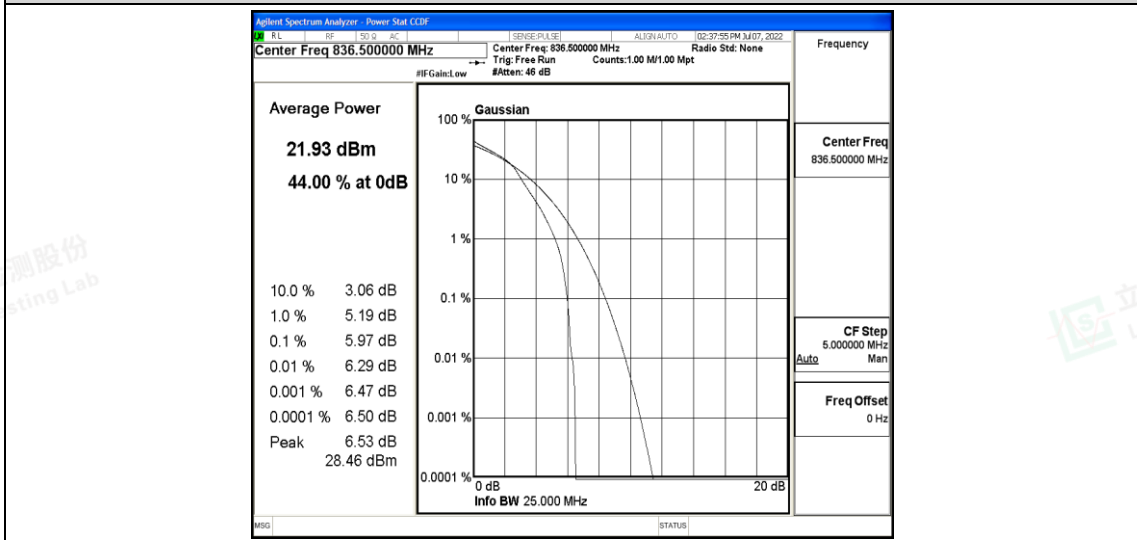 Agilent Spectrum Analyzer - Power Stat CCDF
RL RF 50 Ω AC SENSE:PULSE ALIGN AUTO 02:37:55 PM Jul 07, 2022
Center Freq 836.500000 MHz
Center Freq: 836.500000 MHz Radio Std: None
Trig: Free Run Counts:1.00 M/1.00 Mpt
#IFGain:Low #Atten: 46 dB
Frequency
Average Power
21.93 dBm
44.00 % at 0dB
10.0 % 3.06 dB
1.0 % 5.19 dB
0.1 % 5.97 dB
0.01 % 6.29 dB
0.001 % 6.47 dB
0.0001 % 6.50 dB
Peak 6.53 dB
28.46 dBm
Gaussian
100 %
10 %
1 %
0.1 %
0.01 %
0.001 %
0.0001 %
0 dB 20 dB
Info BW 25.000 MHz
Center Freq
836.500000 MHz
CF Step
5.000000 MHz
Auto Man
Freq Offset
0 Hz
MSG STATUS
测股份
sting Lab
立